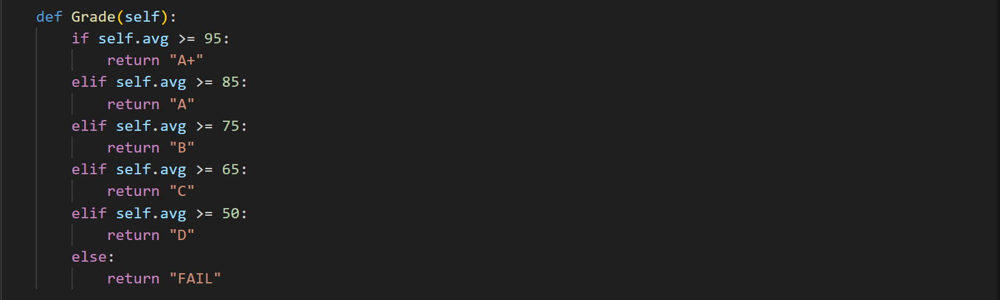 def Grade(self):
    if self.avg >= 95:
        return "A+"
    elif self.avg >= 85:
        return "A"
    elif self.avg >= 75:
        return "B"
    elif self.avg >= 65:
        return "C"
    elif self.avg >= 50:
        return "D"
    else:
        return "FAIL"